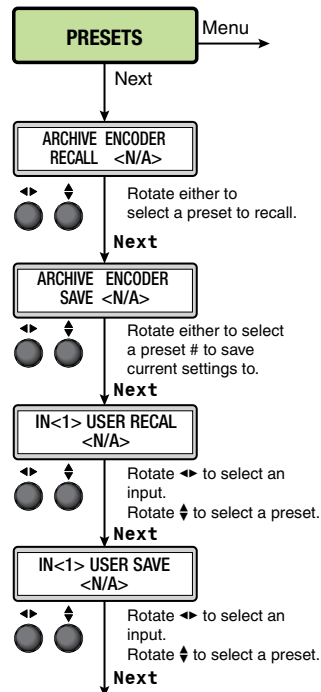 PRESETS
Menu
Next
ARCHIVE ENCODER
RECALL <N/A>
Rotate either to
select a preset to recall.
Next
ARCHIVE ENCODER
SAVE <N/A>
Rotate either to select
a preset # to save
current settings to.
Next
IN<1> USER RECAL
<N/A>
Rotate ◂▸ to select an
input.
Rotate ▴▾ to select a preset.
Next
IN<1> USER SAVE
<N/A>
Rotate ◂▸ to select an
input.
Rotate ▴▾ to select a preset.
Next